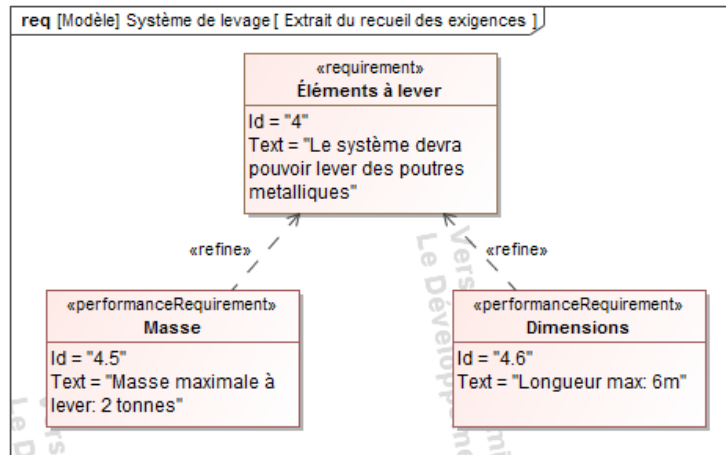 req [Modèle] Système de levage [ Extrait du recueil des exigences ]
«requirement»
Éléments à lever
Id = "4"
Text = "Le système devra
pouvoir lever des poutres
metalliques"
«refine»
«refine»
«performanceRequirement»
Masse
Id = "4.5"
Text = "Masse maximale à
lever: 2 tonnes"
«performanceRequirement»
Dimensions
Id = "4.6"
Text = "Longueur max: 6m"